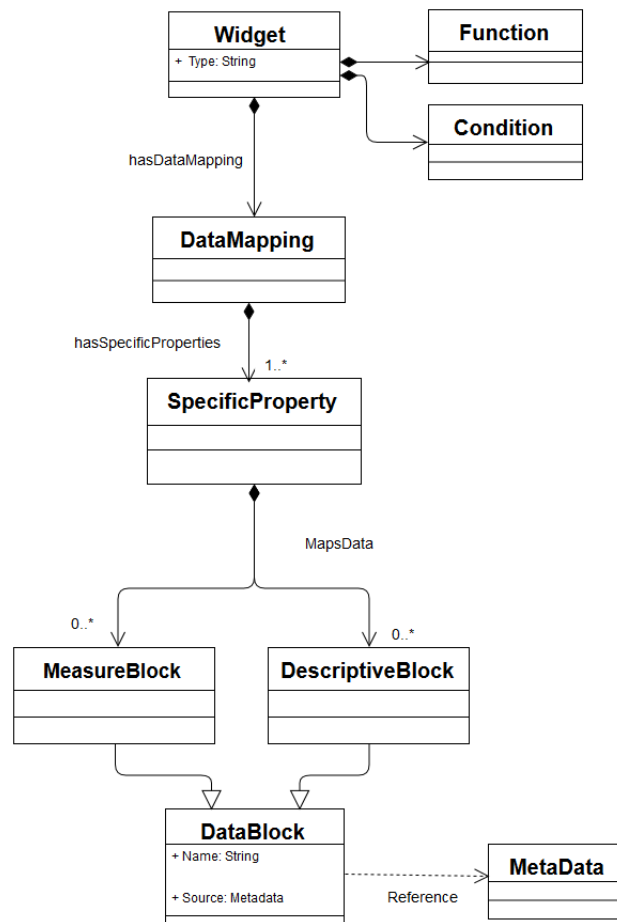 Widget
+ Type: String
Function
Condition
hasDataMapping
DataMapping
hasSpecificProperties
1..*
SpecificProperty
MapsData
0..*
0..*
MeasureBlock
DescriptiveBlock
DataBlock
+ Name: String
+ Source: Metadata
Reference
MetaData